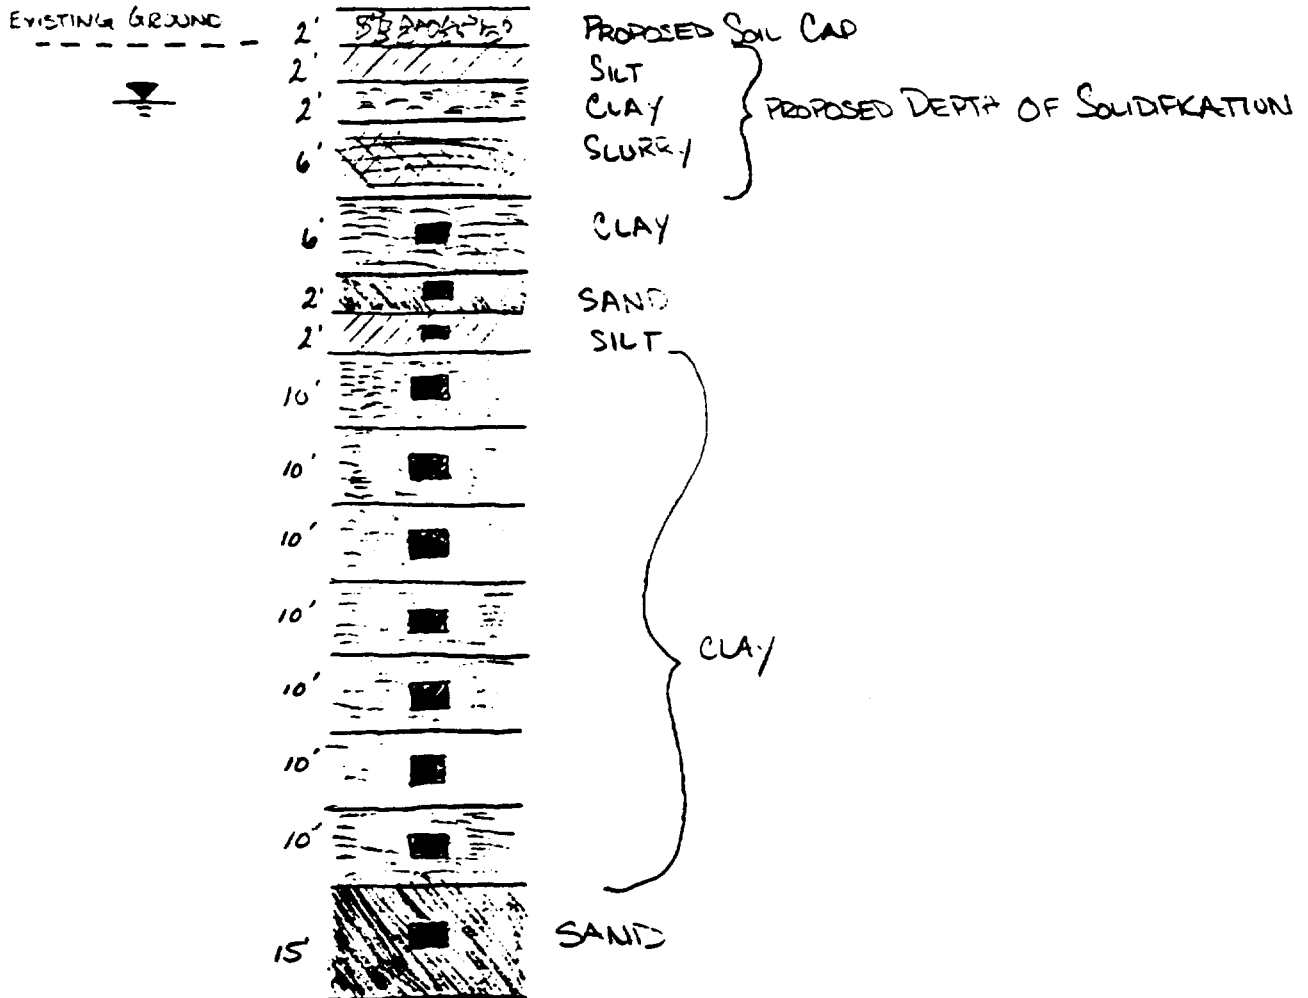 EXISTING GROUND
2' PROPOSED SOIL CAP
2' SILT
2' CLAY
PROPOSED DEPTH OF SOLIDIFICATION
6' SLURRY
6' CLAY
2' SAND
2' SILT
10'
10'
10'
10'
10'
10'
10'
CLAY
15' SAND